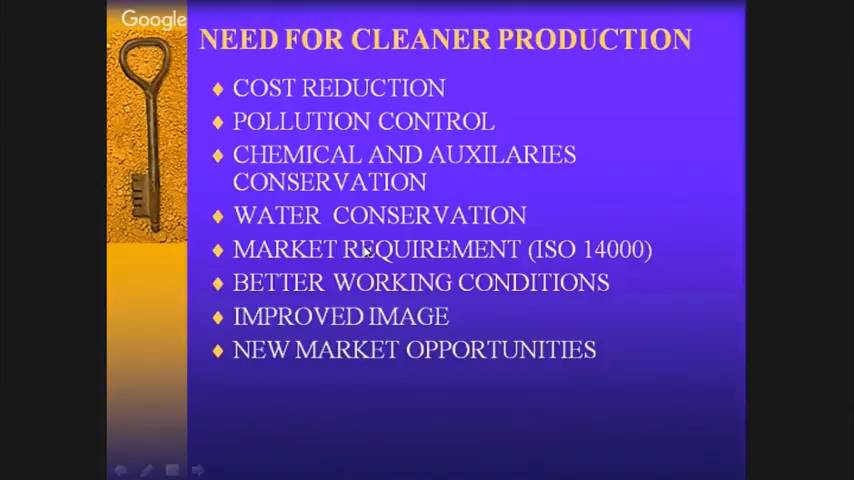 Google
NEED FOR CLEANER PRODUCTION
COST REDUCTION
POLLUTION CONTROL
CHEMICAL AND AUXILARIES
CONSERVATION
WATER CONSERVATION
MARKET REQUIREMENT (ISO 14000)
BETTER WORKING CONDITIONS
IMPROVED IMAGE
NEW MARKET OPPORTUNITIES